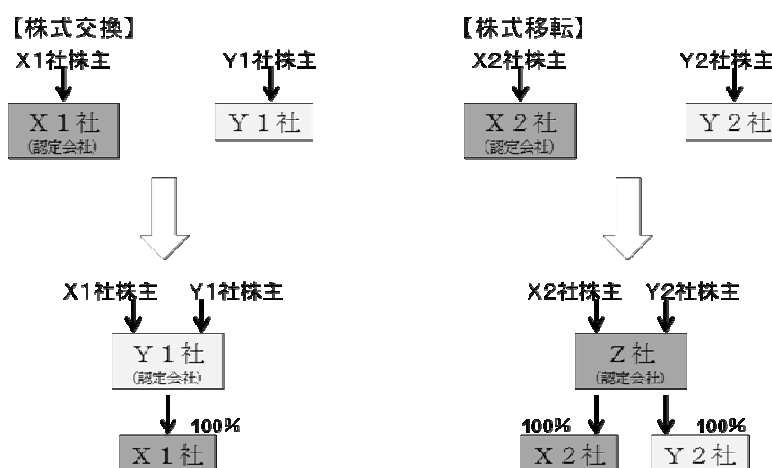 【株式交換】
X1社株主
Y1社株主
X1社
(認定会社)
Y1社
X1社株主
Y1社株主
Y1社
(認定会社)
100%
X1社
【株式移転】
X2社株主
Y2社株主
X2社
(認定会社)
Y2社
X2社株主
Y2社株主
Z社
(認定会社)
100%
100%
X2社
Y2社